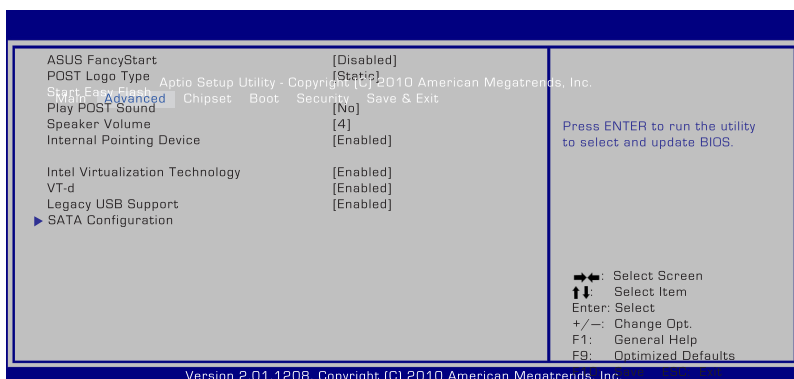 Aptio Setup Utility - Copyright (C) 2010 American Megatrends, Inc.
Main Advanced Chipset Boot Security Save & Exit
ASUS FancyStart [Disabled]
POST Logo Type [Static]
Start Easy Flash
Play POST Sound [No]
Speaker Volume [4]
Internal Pointing Device [Enabled]
Intel Virtualization Technology [Enabled]
VT-d [Enabled]
Legacy USB Support [Enabled]
SATA Configuration
Press ENTER to run the utility
to select and update BIOS.
→←: Select Screen
↑↓: Select Item
Enter: Select
+/—: Change Opt.
F1: General Help
F9: Optimized Defaults
Save ESC: Exit
Version 2.01.1208. Copyright (C) 2010 American Megatrends, Inc.